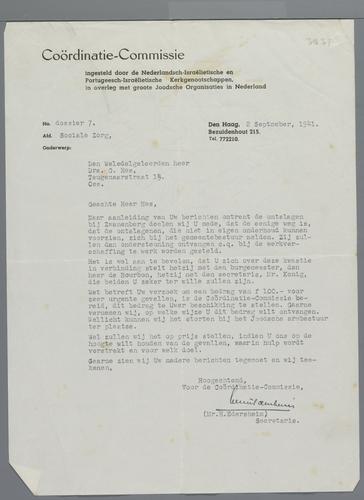 Coördinatie-Commissie
ingesteld door de Nederlandsch-Israëlietische en
Portugeesch-Israëlietische Kerkgenootschappen,
in overleg met groote Joodsche Organisaties in Nederland
No. dossier 7.
Afd. Sociale Zorg,
Onderwerp:
Den Haag, 2 September, 1941.
Bezuidenhout 215.
Tel. 772210.
Den Weledelgeleerden heer
Drs. C. Hes,
Teugenaarstraat
Oss.
Geachte Heer Hes,
Naar aanleiding van Uw berichten omtrent de ontslagen
bij Zwanenberg deelen wij U mede, dat de eenige weg is,
dat de ontslagenen, die niet in eigen onderhoud kunnen
voorzien, zich bij het gemeentebestuur melden. Zij zul-
len dan ondersteuning ontvangen c.q. bij de werkver-
schaffing te werk worden gesteld.
Het is wel aan te bevelen, dat U zich over deze kwestie
in verbinding stelt hetzij met den burgemeester, den
heer de Bourbon, hetzij met den secretaris, Mr. Konig,
die beiden U zeker ter wille zullen zijn.
Wat betreft Uw verzoek om een bedrag van f 100.- voor
zeer urgente gevallen, is de Coördinatie-Commissie be-
reid, dit bedrag te Uwer beschikking te stellen. Gaarne
vernemen wij, op welke wijze U dit bedrag wilt ontvangen.
Wellicht kunnen wij het storten bij het Joodsche armbestuur
ter plaatse.
Wel zullen wij het op prijs stellen, indien U ons op de
hoogte wilt houden van de gevallen, waarin hulp wordt
verstrekt en voor welk doel.
Gaarne zien wij Uw nadere berichten tegemoet en wij tee-
kenen,
Hoogachtend,
Voor de Coördinatie-Commissie,
(Mr.H.Edersheim)
Secretaris.